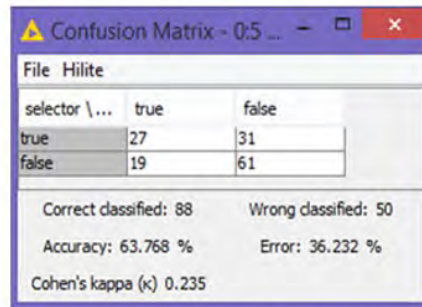 Confusion Matrix - 0:5 ...
File Hilite
selector \ ... true false
true 27 31
false 19 61
Correct classified: 88 Wrong classified: 50
Accuracy: 63.768 % Error: 36.232 %
Cohen's kappa (κ) 0.235